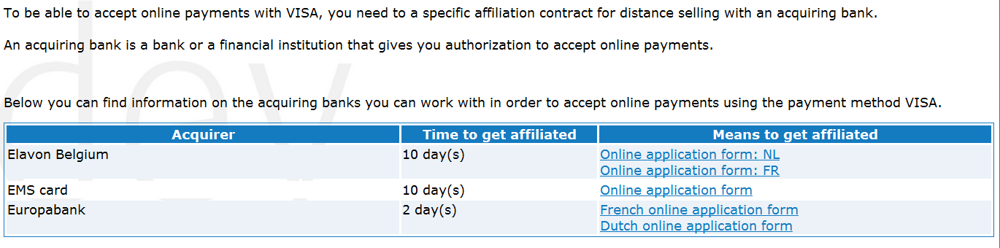 To be able to accept online payments with VISA, you need to a specific affiliation contract for distance selling with an acquiring bank.
An acquiring bank is a bank or a financial institution that gives you authorization to accept online payments.
dev
Below you can find information on the acquiring banks you can work with in order to accept online payments using the payment method VISA.
Acquirer Time to get affiliated Means to get affiliated
Elavon Belgium 10 day(s) Online application form: NL
Online application form: FR
EMS card 10 day(s) Online application form
Europabank 2 day(s) French online application form
Dutch online application form